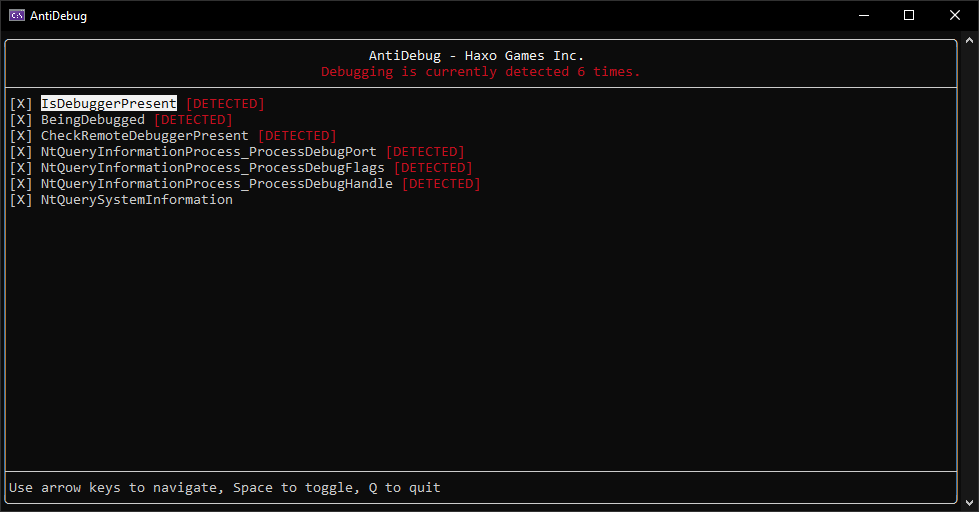 AntiDebug
AntiDebug - Haxo Games Inc.
Debugging is currently detected 6 times.
[X] IsDebuggerPresent [DETECTED]
[X] BeingDebugged [DETECTED]
[X] CheckRemoteDebuggerPresent [DETECTED]
[X] NtQueryInformationProcess_ProcessDebugPort [DETECTED]
[X] NtQueryInformationProcess_ProcessDebugFlags [DETECTED]
[X] NtQueryInformationProcess_ProcessDebugHandle [DETECTED]
[X] NtQuerySystemInformation
Use arrow keys to navigate, Space to toggle, Q to quit